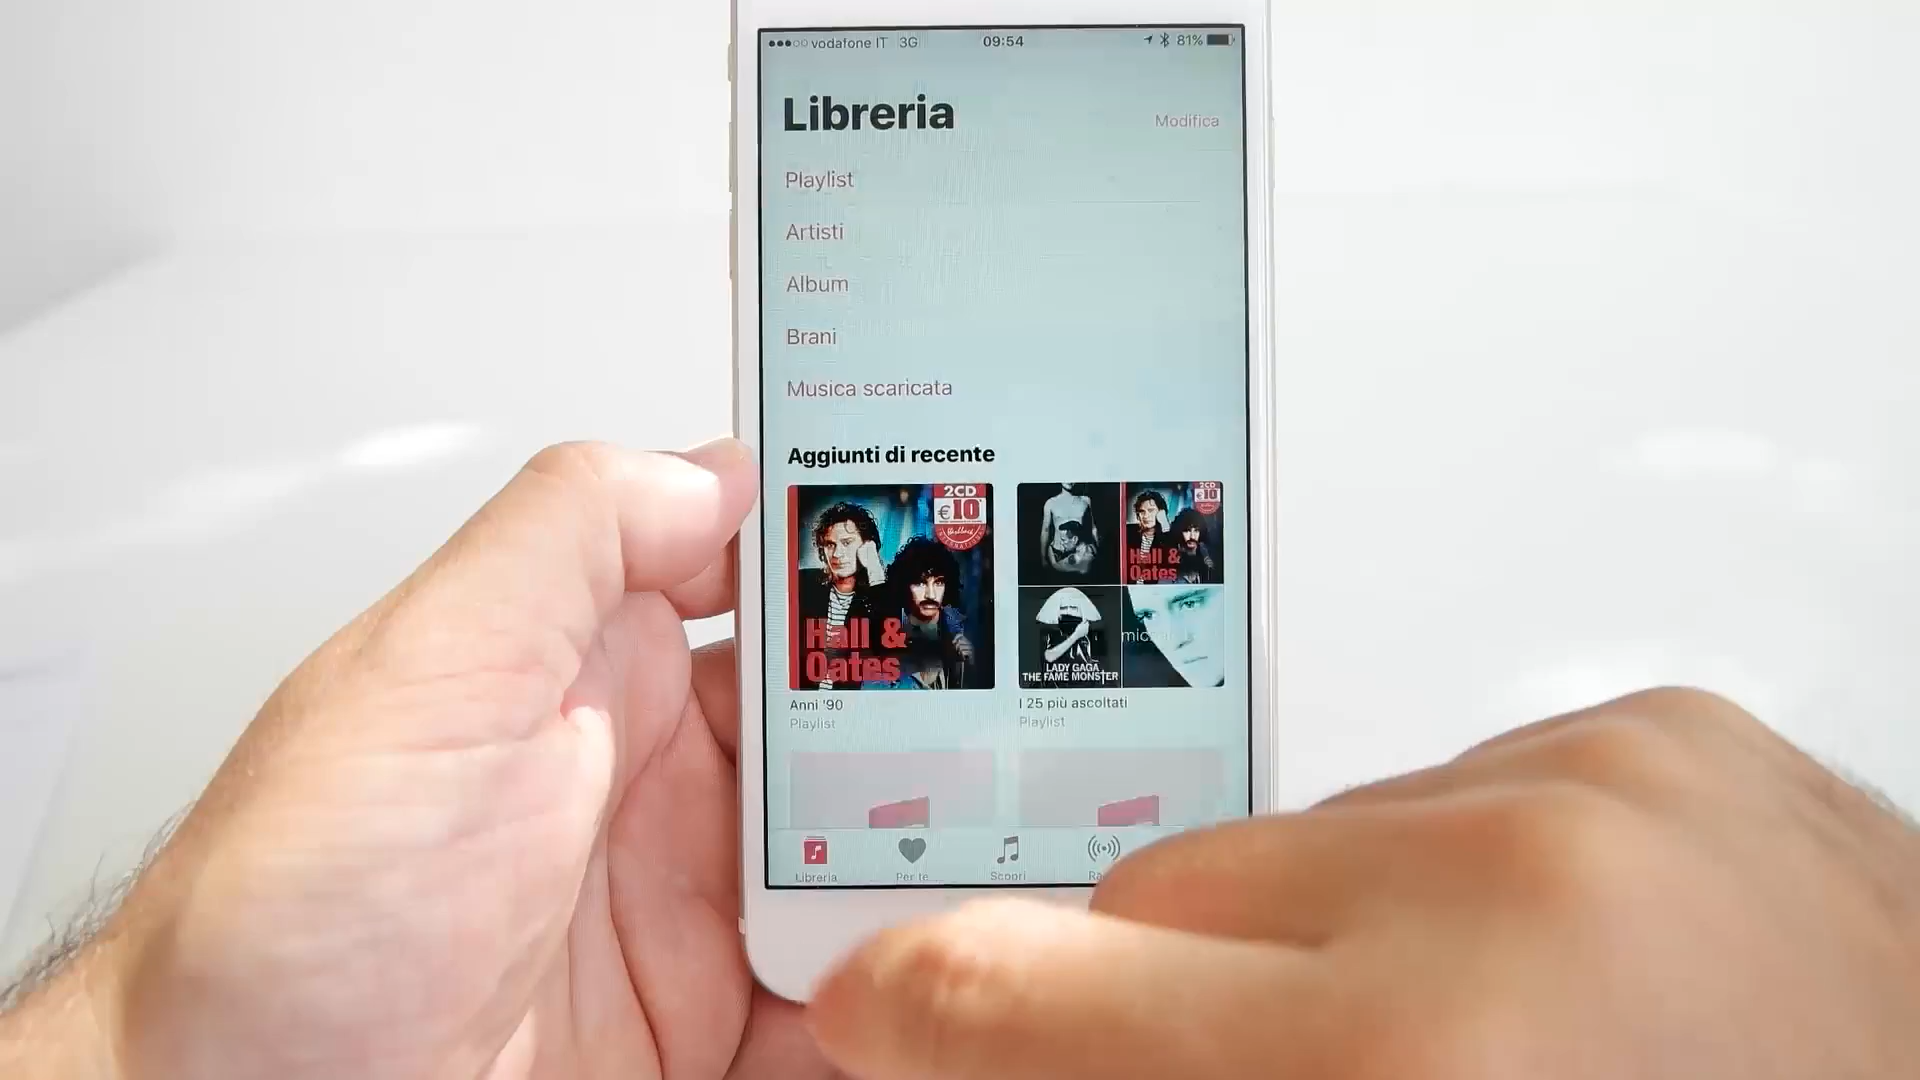 vodafone IT 3G 09:54 81%
Libreria
Modifica
Playlist
Artisti
Album
Brani
Musica scaricata
Aggiunti di recente
2CD
€10
Hall &
Oates
2CD
€10
Hall &
Oates
LADY GAGA
THE FAME MONSTER
Anni '90
Playlist
I 25 più ascoltati
Playlist
Libreria
Per te
Scopri